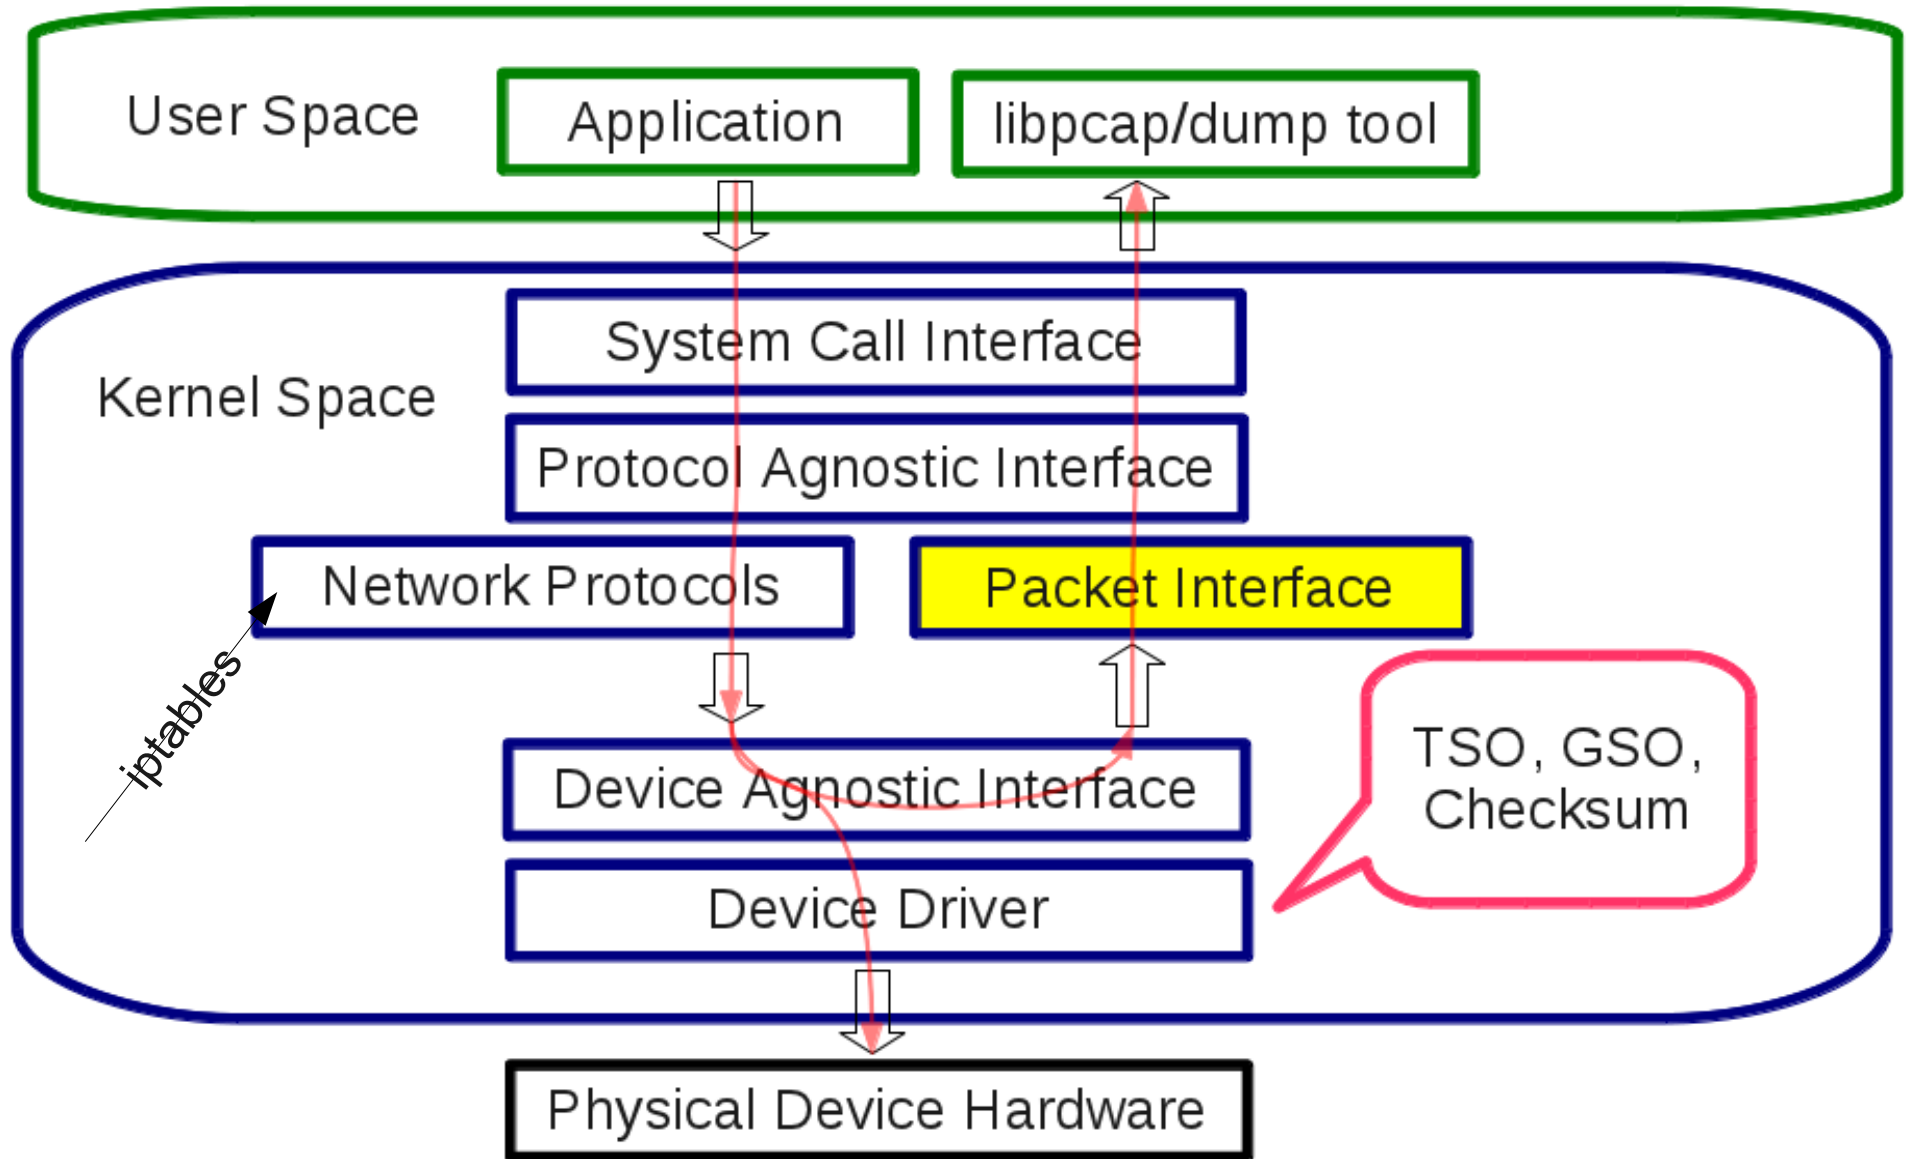 User Space
Application
libpcap/dump tool
System Call Interface
Kernel Space
Protocol Agnostic Interface
Network Protocols
Packet Interface
iptables
TSO, GSO,
Checksum
Device Agnostic Interface
Device Driver
Physical Device Hardware